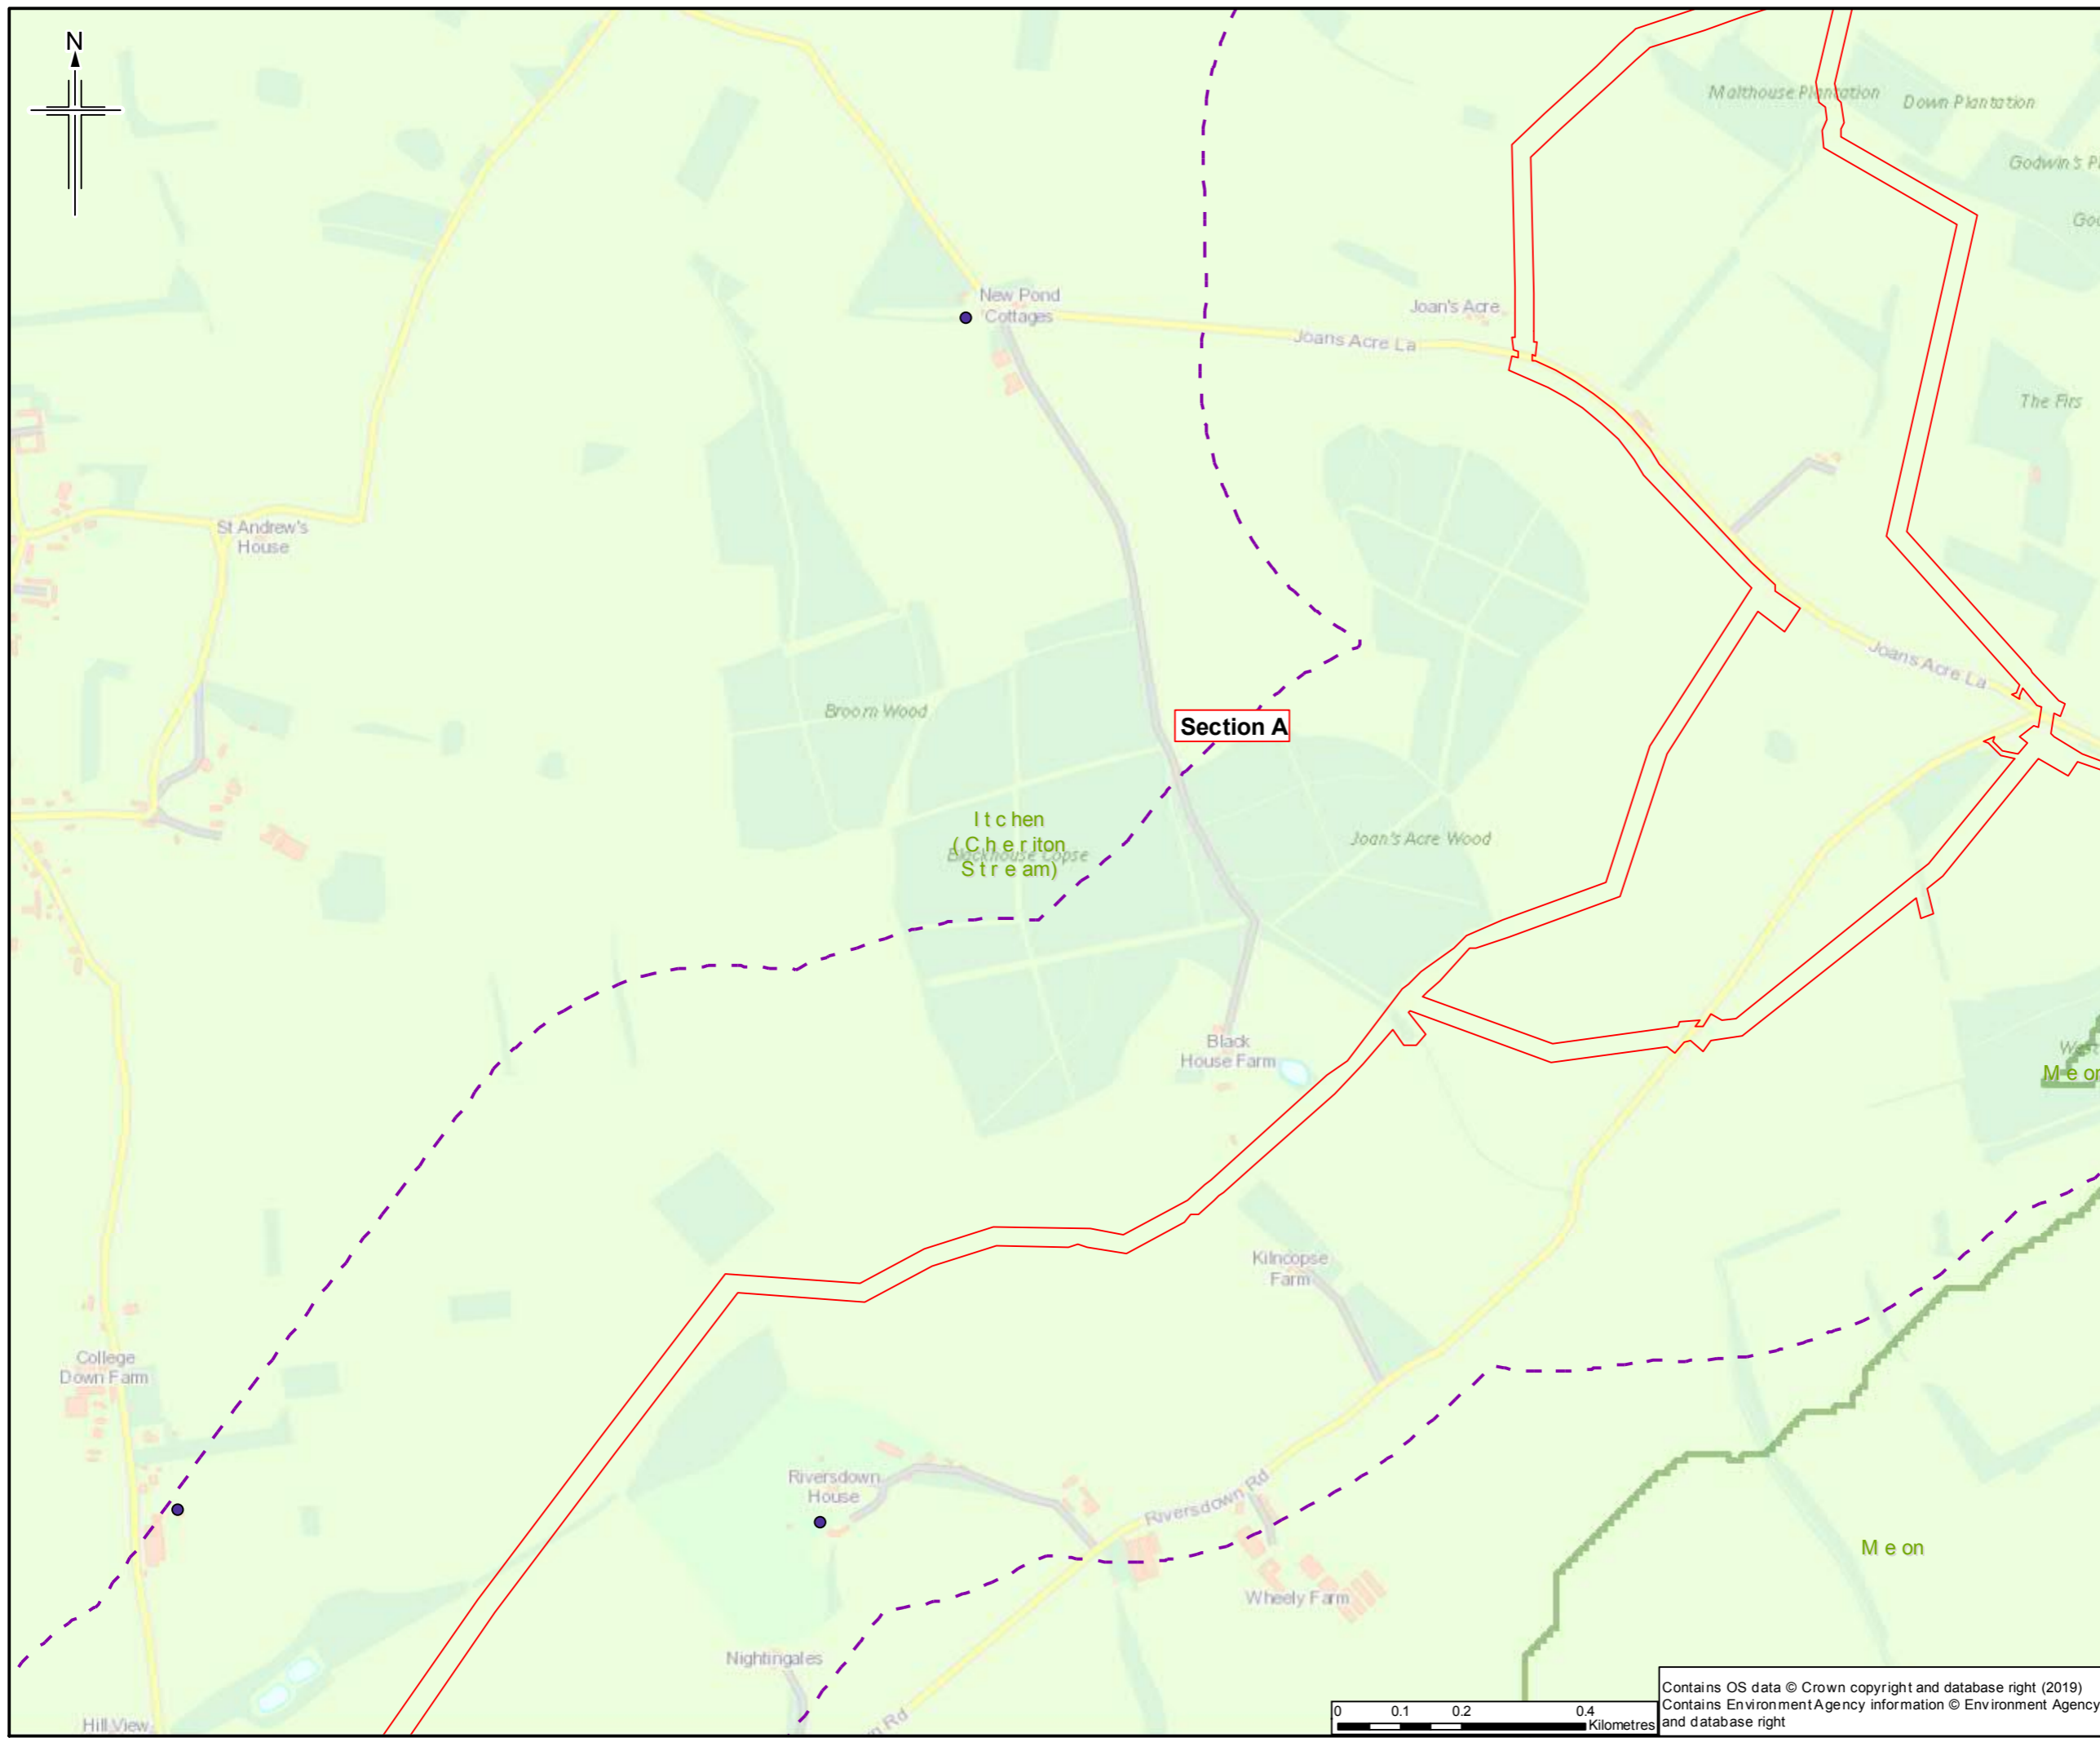 N
Malthouse Plantation
Down Plantation
Godwin's
New Pond
Cottages
Joan's Acre
Joans Acre La
The Firs
St Andrew's
House
Joans Acre La
Broom Wood
Section A
Itchen
(Cheriton
Stream)
Blackhouse Copse
Joan's Acre Wood
Black
House Farm
West
Meon
Kilncopse
Farm
College
Down Farm
Riversdown
House
Riversdown Rd
Meon
Wheely Farm
Nightingales
Hill View
Rd
0 0.1 0.2 0.4
Kilometres
Contains OS data © Crown copyright and database right (2019)
Contains Environment Agency information © Environment Agency
and database right